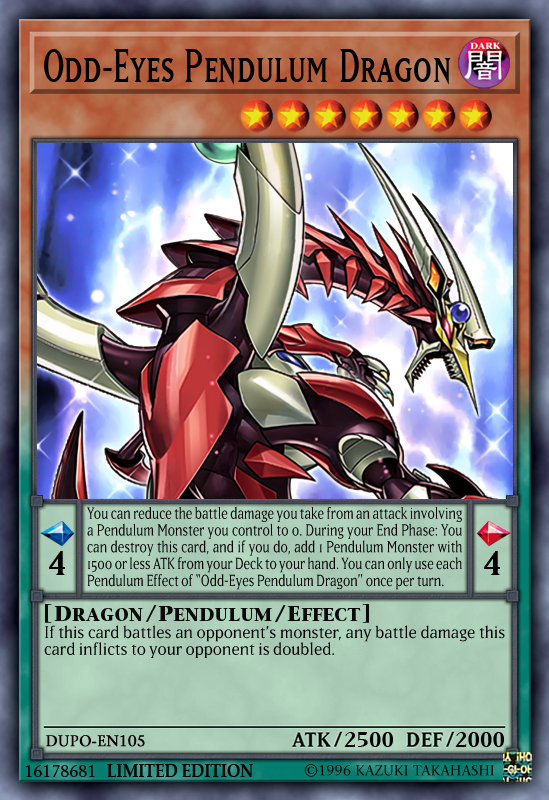 Odd-Eyes Pendulum Dragon
DARK
闇
You can reduce the battle damage you take from an attack involving
a Pendulum Monster you control to 0. During your End Phase: You
can destroy this card, and if you do, add 1 Pendulum Monster with
1500 or less ATK from your Deck to your hand. You can only use each
Pendulum Effect of "Odd-Eyes Pendulum Dragon" once per turn.
4
4
[Dragon/Pendulum/Effect]
If this card battles an opponent's monster, any battle damage this
card inflicts to your opponent is doubled.
DUPO-EN105
ATK/2500 DEF/2000
16178681 LIMITED EDITION
©1996 KAZUKI TAKAHASHI